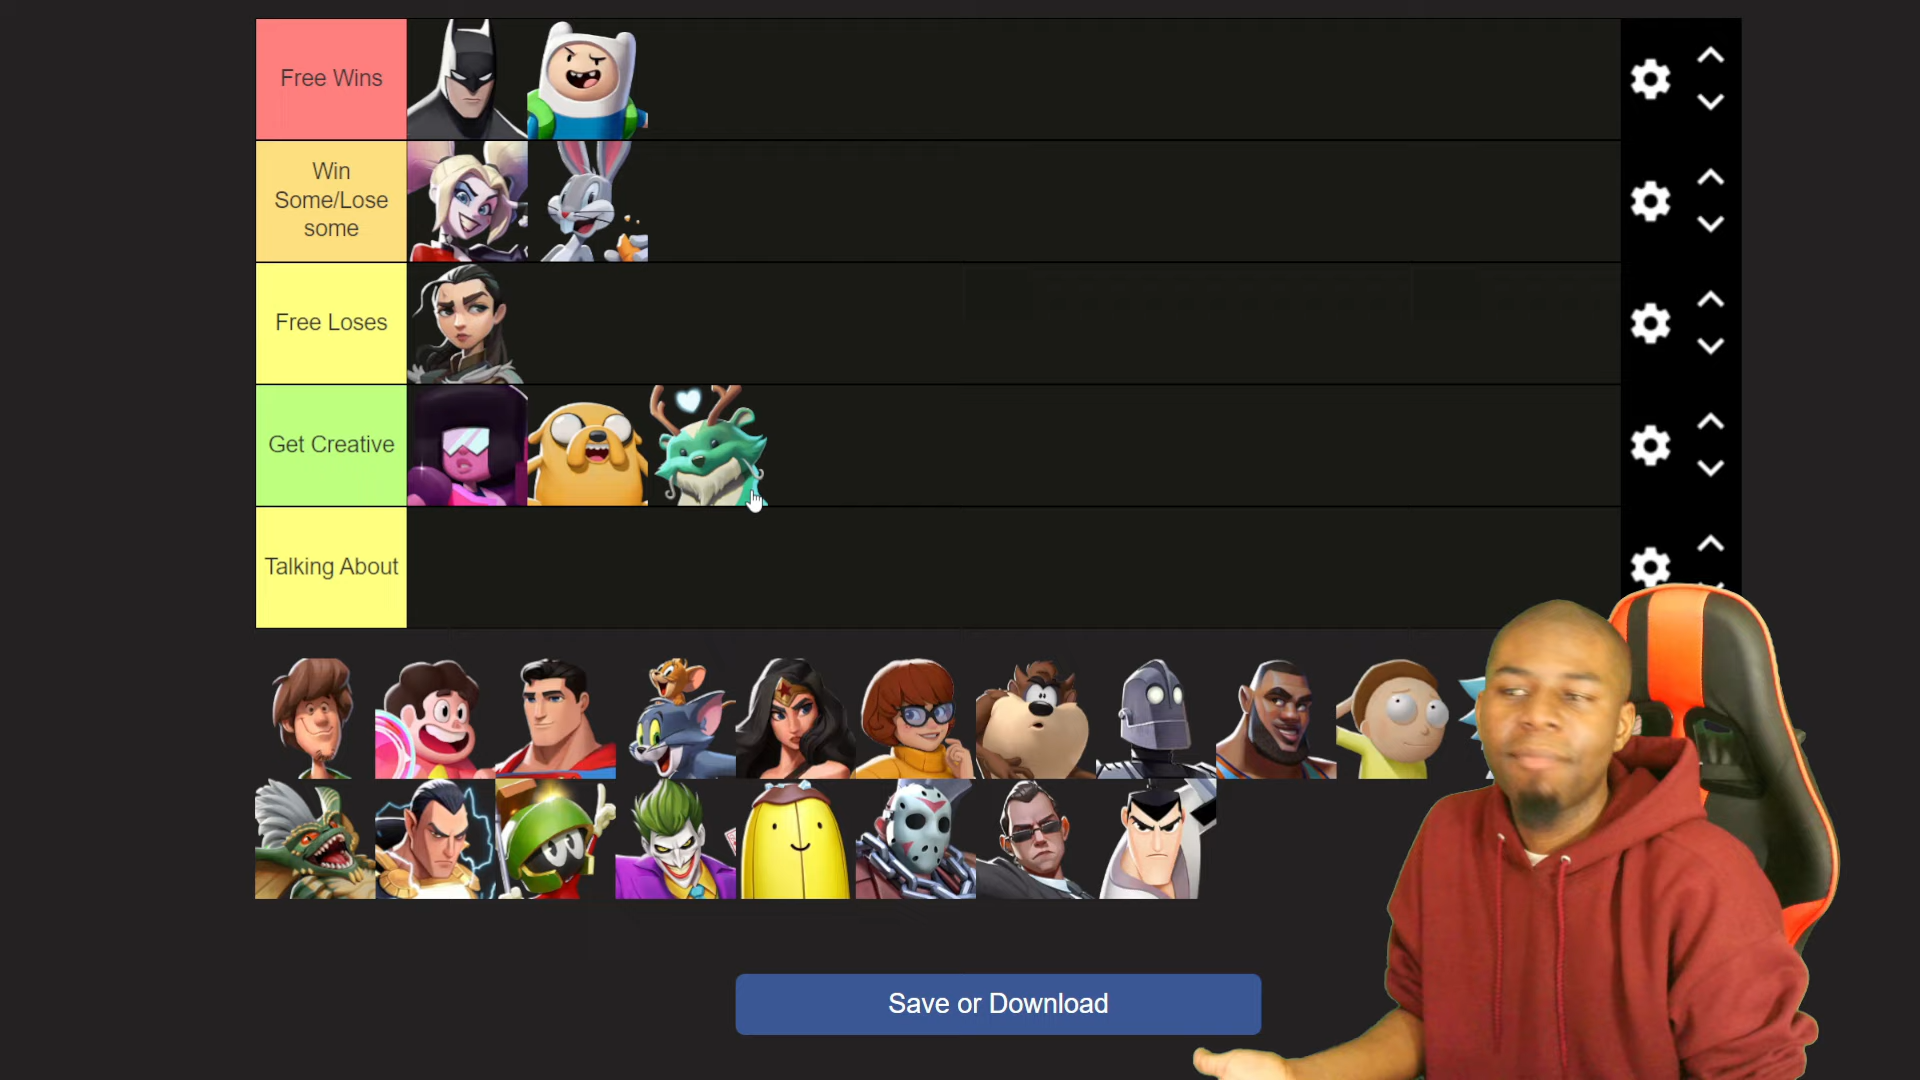 Free Wins
Win
Some/Lose
some
Free Loses
Get Creative
Talking About
Save or Download